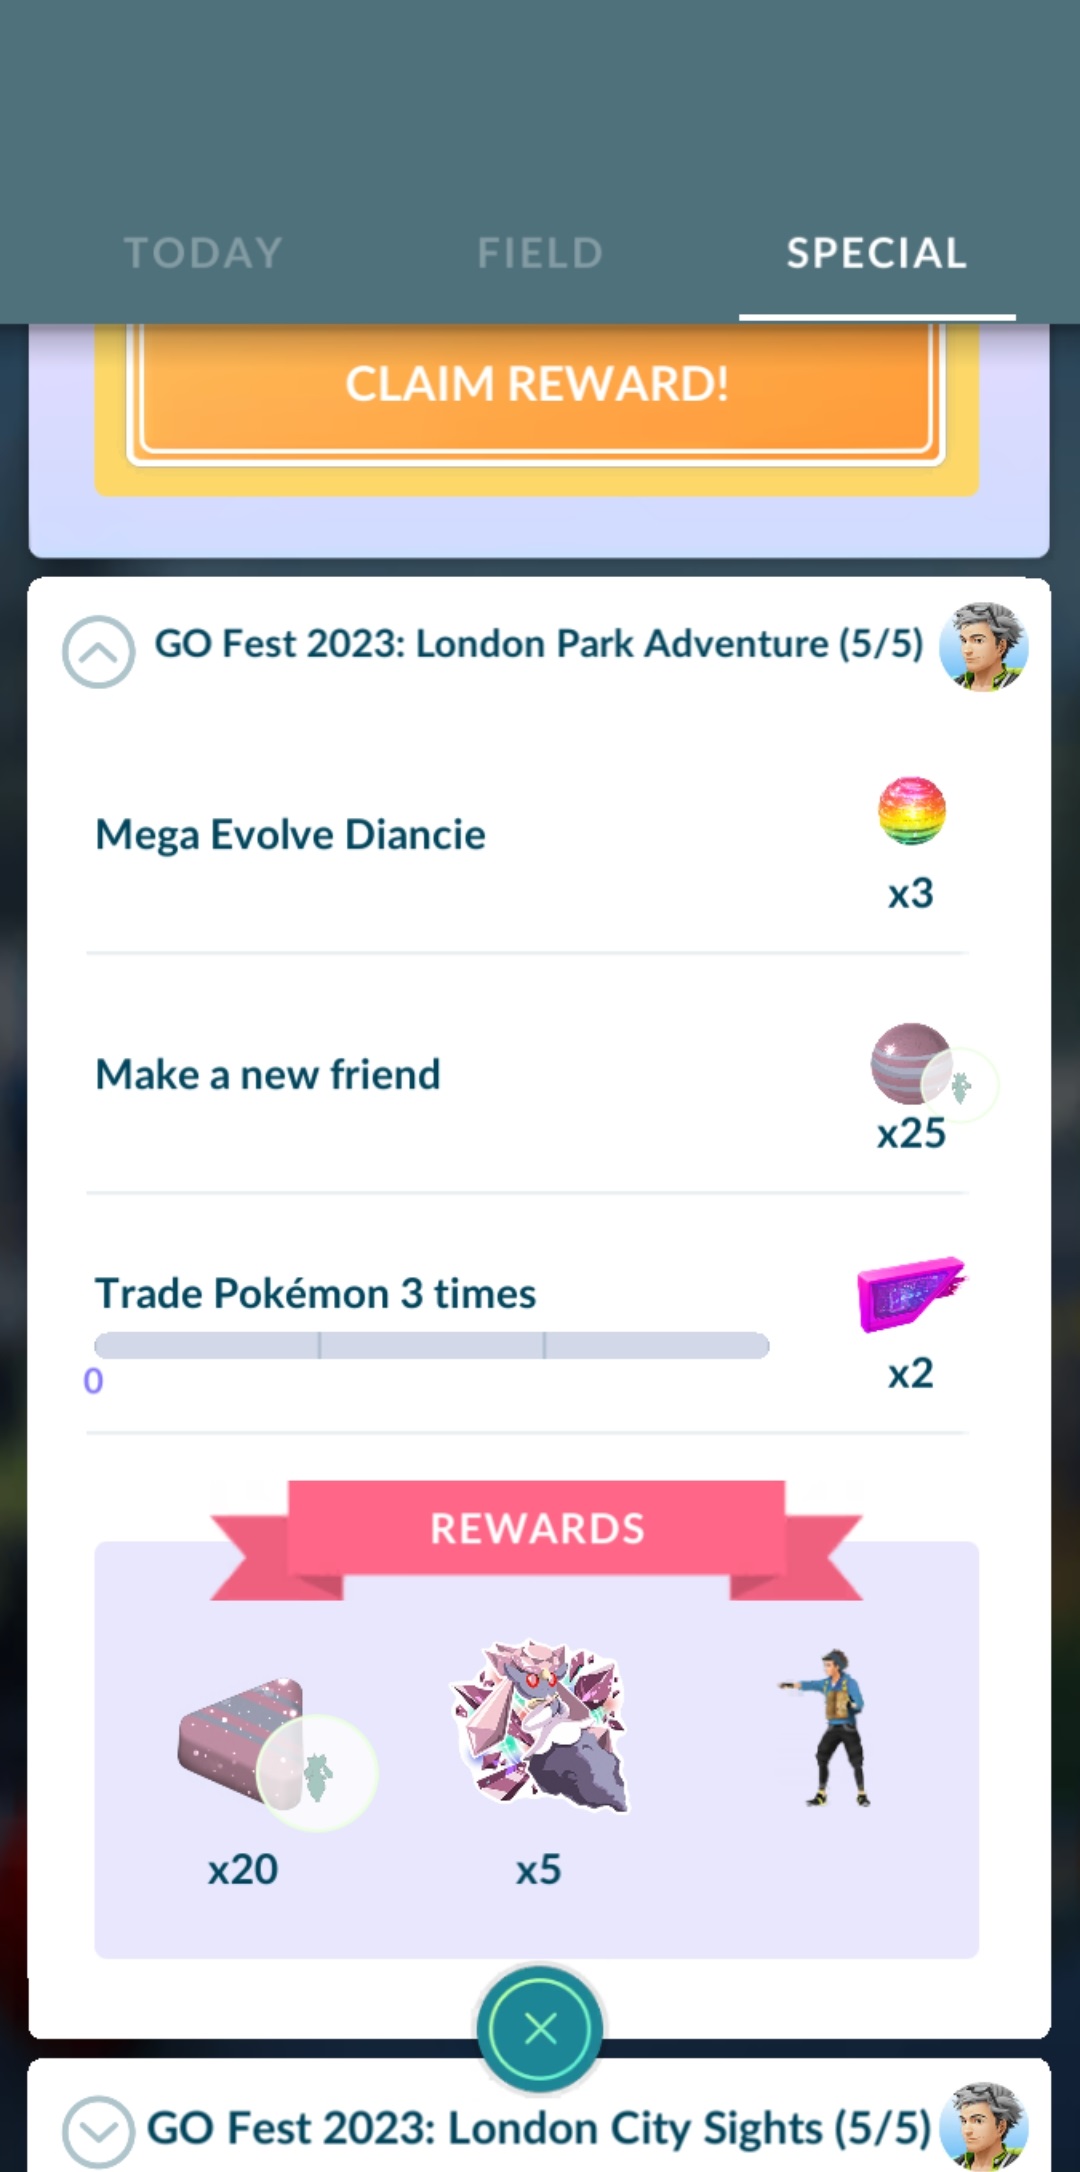 TODAY FIELD SPECIAL
CLAIM REWARD!
GO Fest 2023: London Park Adventure (5/5)
Mega Evolve Diancie
x3
Make a new friend
x25
Trade Pokémon 3 times
0
x2
REWARDS
x20 x5
GO Fest 2023: London City Sights (5/5)